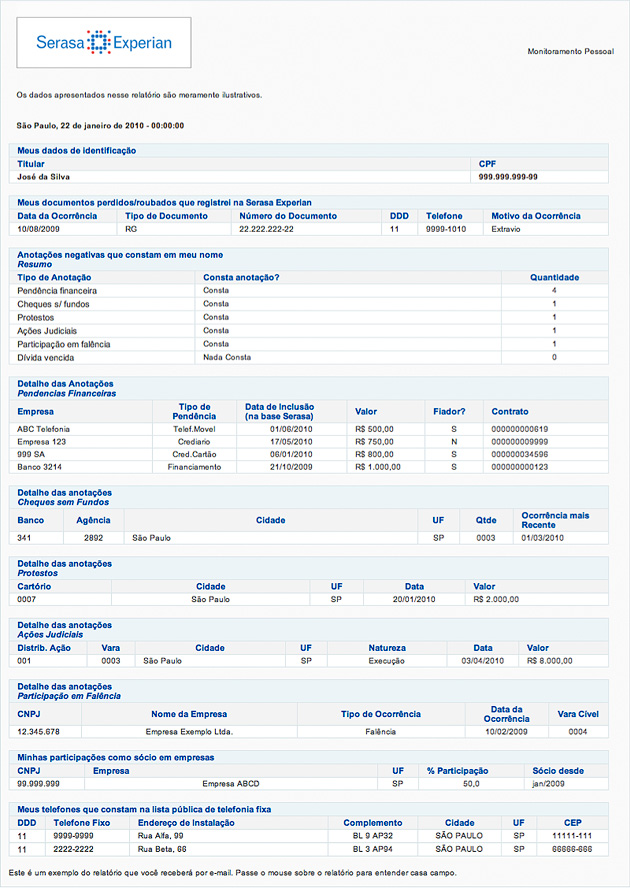 Serasa Experian
Monitoramento Pessoal
Os dados apresentados nesse relatório são meramente ilustrativos.
São Paulo, 22 de janeiro de 2010 - 00:00:00
Meus dados de identificação
Titular CPF
José da Silva 999.999.999-99
Meus documentos perdidos/roubados que registrei na Serasa Experian
Data da Ocorrência Tipo de Documento Número do Documento DDD Telefone Motivo da Ocorrência
10/08/2009 RG 22.222.222-22 11 9999-1010 Extravio
Anotações negativas que constam em meu nome
Resumo
Tipo de Anotação Consta anotação? Quantidade
Pendência financeira Consta 4
Cheques s/ fundos Consta 1
Protestos Consta 1
Ações Judiciais Consta 1
Participação em falência Consta 1
Dívida vencida Nada Consta 0
Detalhe das Anotações
Pendencias Financeiras
Empresa Tipo de Pendência Data de Inclusão (na base Serasa) Valor Fiador? Contrato
ABC Telefonia Telef.Movel 01/06/2010 R$ 500,00 S 000000000619
Empresa 123 Crediario 17/05/2010 R$ 750,00 N 000000009999
999 SA Cred.Cartão 06/01/2010 R$ 800,00 S 000000034596
Banco 3214 Financiamento 21/10/2009 R$ 1.000,00 S 000000000123
Detalhe das anotações
Cheques sem Fundos
Banco Agência Cidade UF Qtde Ocorrência mais Recente
341 2892 São Paulo SP 0003 01/03/2010
Detalhe das anotações
Protestos
Cartório Cidade UF Data Valor
0007 São Paulo SP 20/01/2010 R$ 2.000,00
Detalhe das anotações
Ações Judiciais
Distrib. Ação Vara Cidade UF Natureza Data Valor
001 0003 São Paulo SP Execução 03/04/2010 R$ 8.000,00
Detalhe das anotações
Participação em Falência
CNPJ Nome da Empresa Tipo de Ocorrência Data da Ocorrência Vara Cível
12.345.678 Empresa Exemplo Ltda. Falência 10/02/2009 0004
Minhas participações como sócio em empresas
CNPJ Empresa UF % Participação Sócio desde
99.999.999 Empresa ABCD SP 50,0 jan/2009
Meus telefones que constam na lista pública de telefonia fixa
DDD Telefone Fixo Endereço de Instalação Complemento Cidade UF CEP
11 9999-9999 Rua Alfa, 99 BL 9 AP32 SÃO PAULO SP 11111-111
11 2222-2222 Rua Beta, 66 BL 3 AP94 SÃO PAULO SP 66666-666
Este é um exemplo do relatório que você receberá por e-mail. Passe o mouse sobre o relatório para entender casa campo.